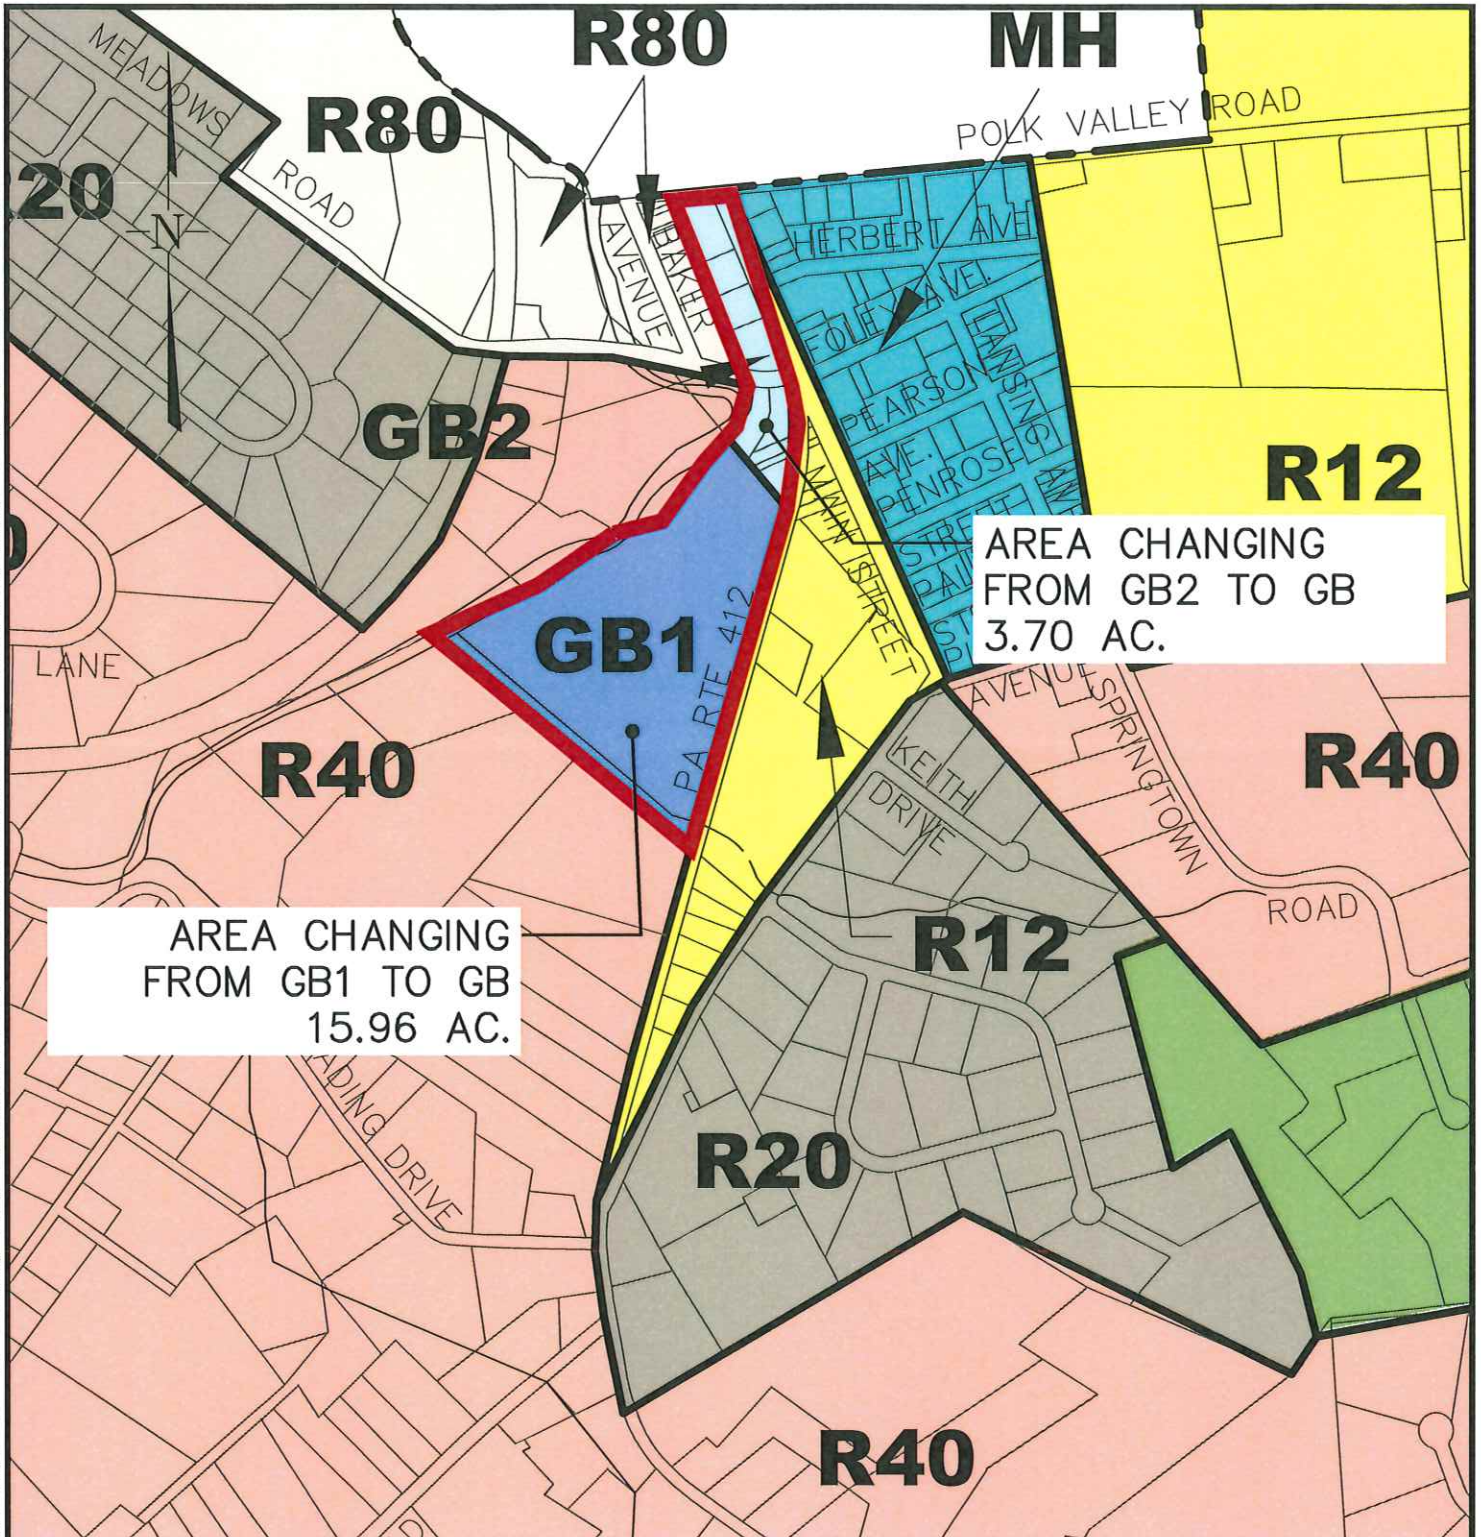 R80
MH
MEADOWS
ROAD
R80
POLK VALLEY ROAD
20
N
AVENUE
BAKER
HERBERT AVE
FOLEY AVE.
LANSING AVE
PEARSON
AVE.
PENROSE
STREET
GB2
R12
MAIN STREET
AREA CHANGING
FROM GB2 TO GB
3.70 AC.
GB1
PA RTE 412
LANE
AVENUE
SPRINGTOWN
ROAD
R40
R40
KEITH
DRIVE
AREA CHANGING
FROM GB1 TO GB
15.96 AC.
R12
ADING DRIVE
R20
R40